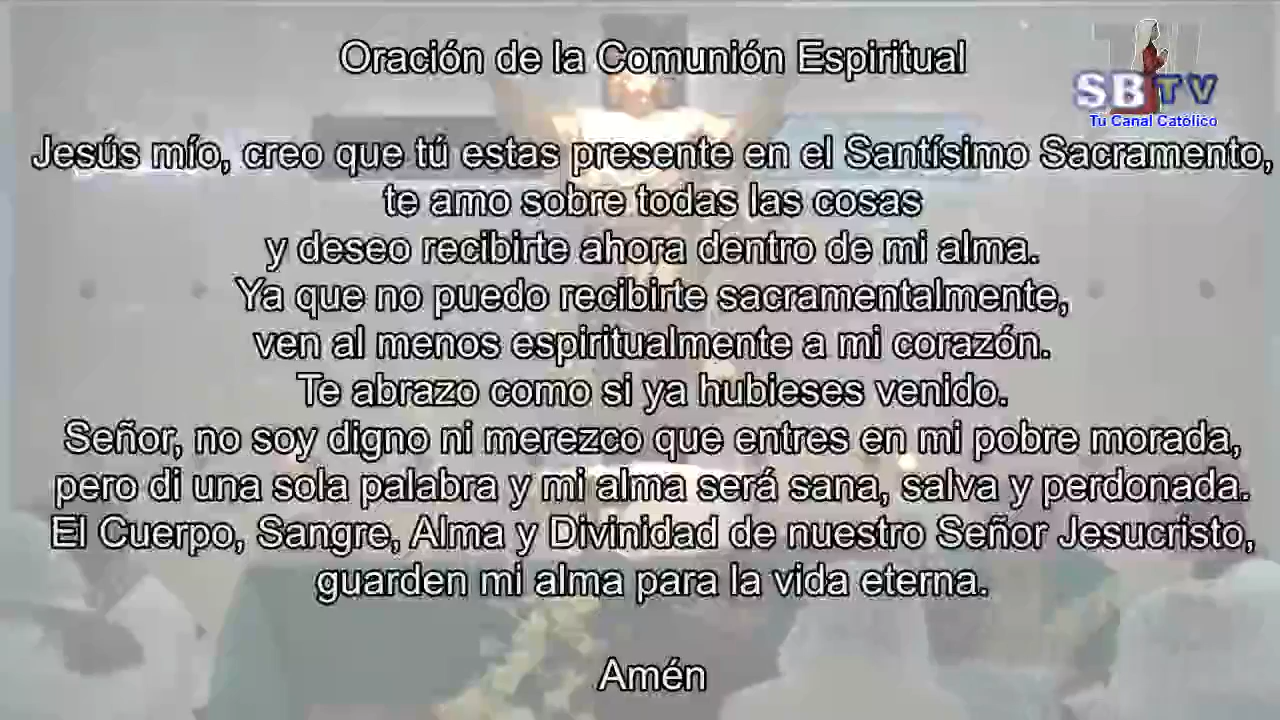 Oración de la Comunión Espiritual
SBTV
Tu Canal Católico
Jesús mío, creo que tú estas presente en el Santísimo Sacramento,
te amo sobre todas las cosas
y deseo recibirte ahora dentro de mi alma.
Ya que no puedo recibirte sacramentalmente,
ven al menos espiritualmente a mi corazón.
Te abrazo como si ya hubieses venido.
Señor, no soy digno ni merezco que entres en mi pobre morada,
pero di una sola palabra y mi alma será sana, salva y perdonada.
El Cuerpo, Sangre, Alma y Divinidad de nuestro Señor Jesucristo,
guarden mi alma para la vida eterna.
Amén